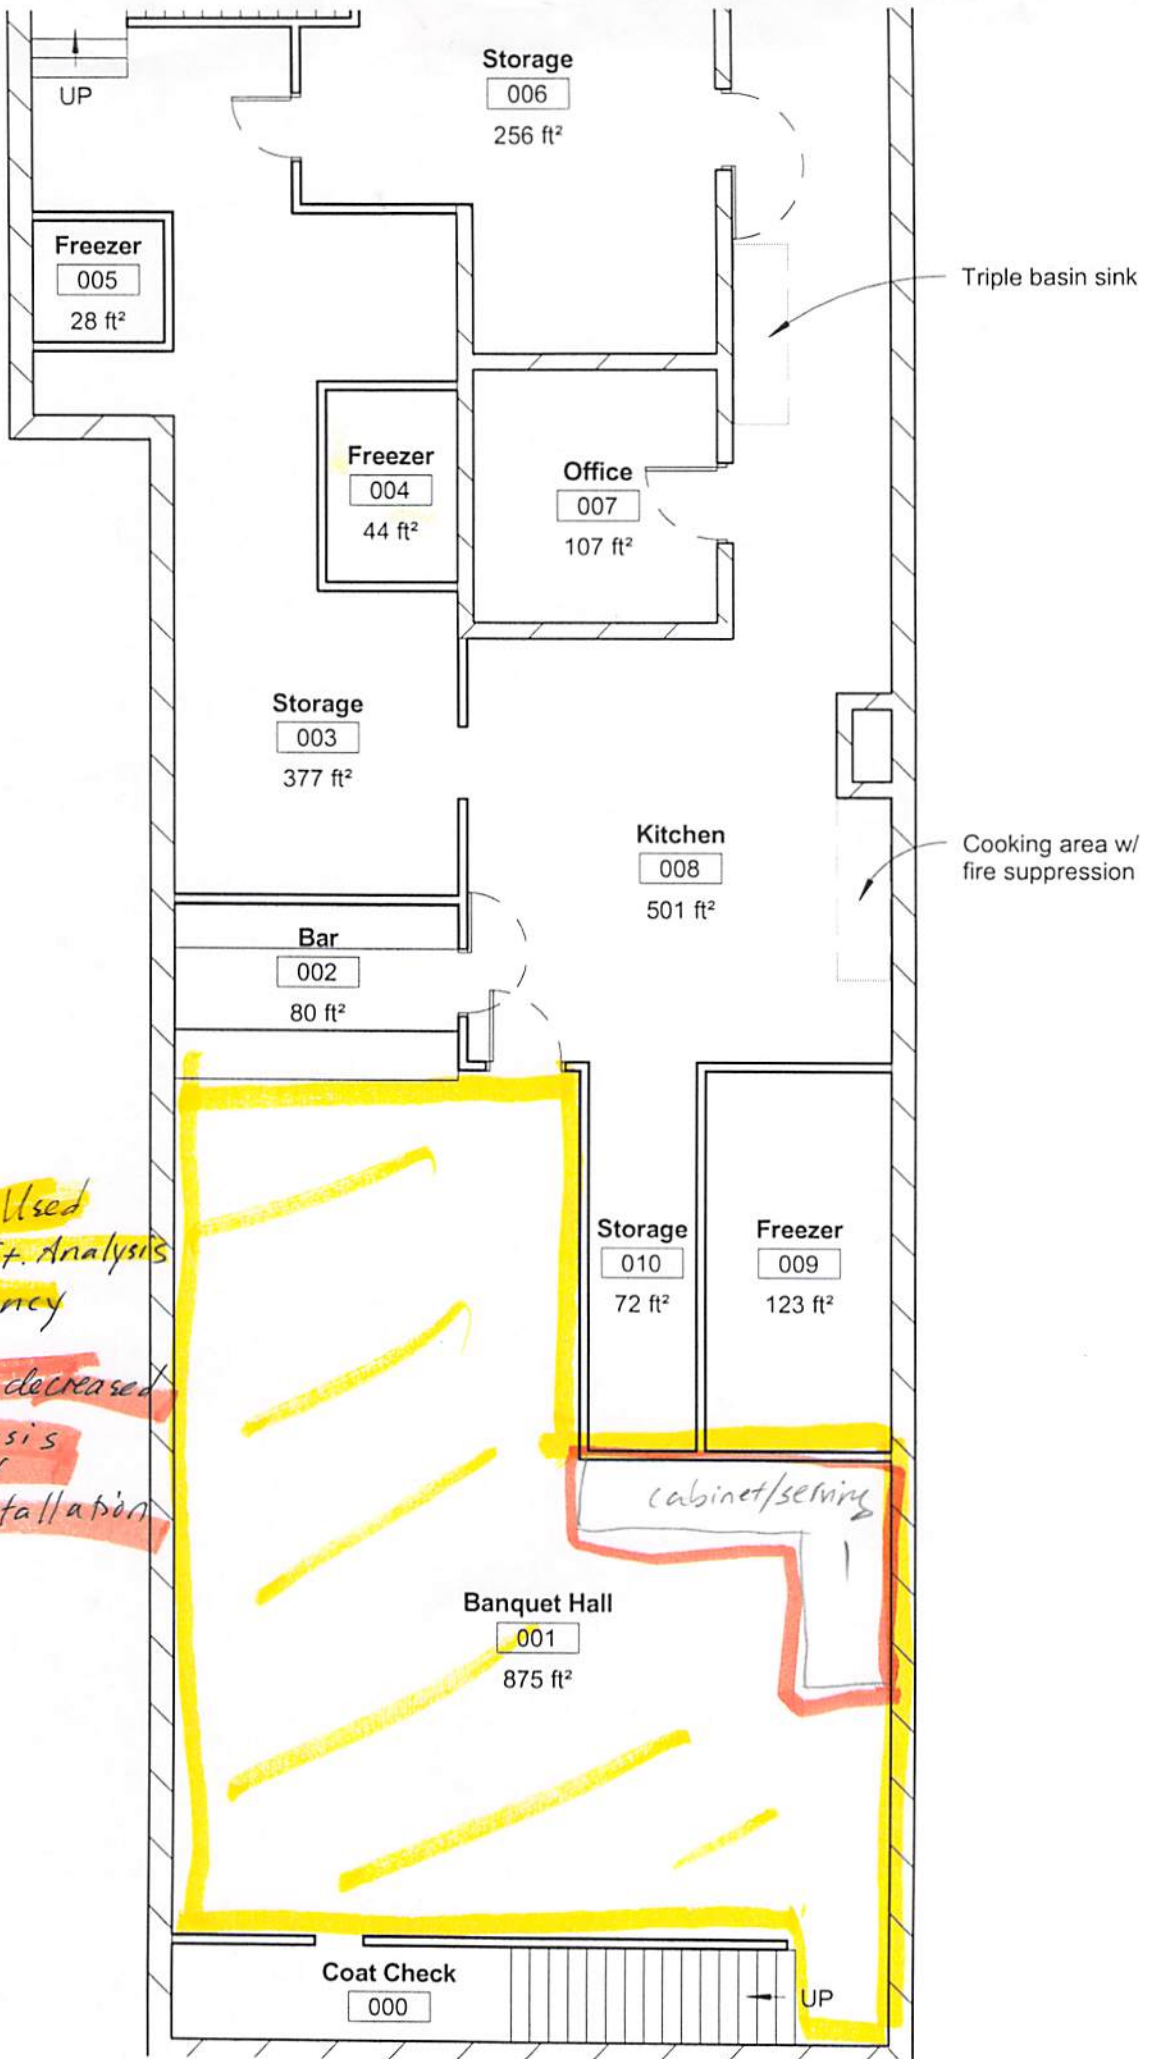 UP
Storage
006
256 ft²
Freezer
005
28 ft²
Triple basin sink
Freezer
004
44 ft²
Office
007
107 ft²
Storage
003
377 ft²
Kitchen
008
501 ft²
Cooking area w/
fire suppression
Bar
002
80 ft²
Used
Analysis
ncy
decreased
sis
tallation
Storage
010
72 ft²
Freezer
009
123 ft²
cabinet/serving
Banquet Hall
001
875 ft²
Coat Check
000
UP